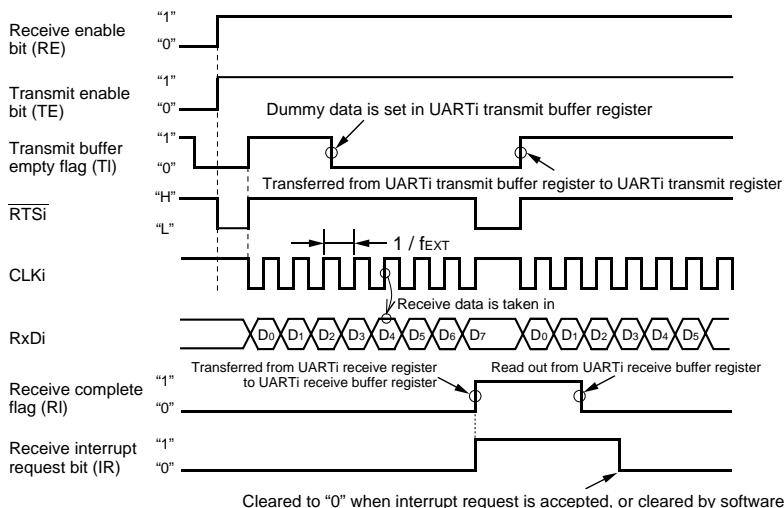 Receive enable
bit (RE)
“1”
“0”
Transmit enable
bit (TE)
“1”
“0”
Dummy data is set in UARTi transmit buffer register
Transmit buffer
empty flag (TI)
“1”
“0”
Transferred from UARTi transmit buffer register to UARTi transmit register
RTSi
“H”
“L”
1 / fEXT
CLKi
Receive data is taken in
RxDi
D0 D1 D2 D3 D4 D5 D6 D7 D0 D1 D2 D3 D4 D5
Transferred from UARTi receive register
to UARTi receive buffer register
Read out from UARTi receive buffer register
Receive complete
flag (RI)
“1”
“0”
Receive interrupt
request bit (IR)
“1”
“0”
Cleared to “0” when interrupt request is accepted, or cleared by software